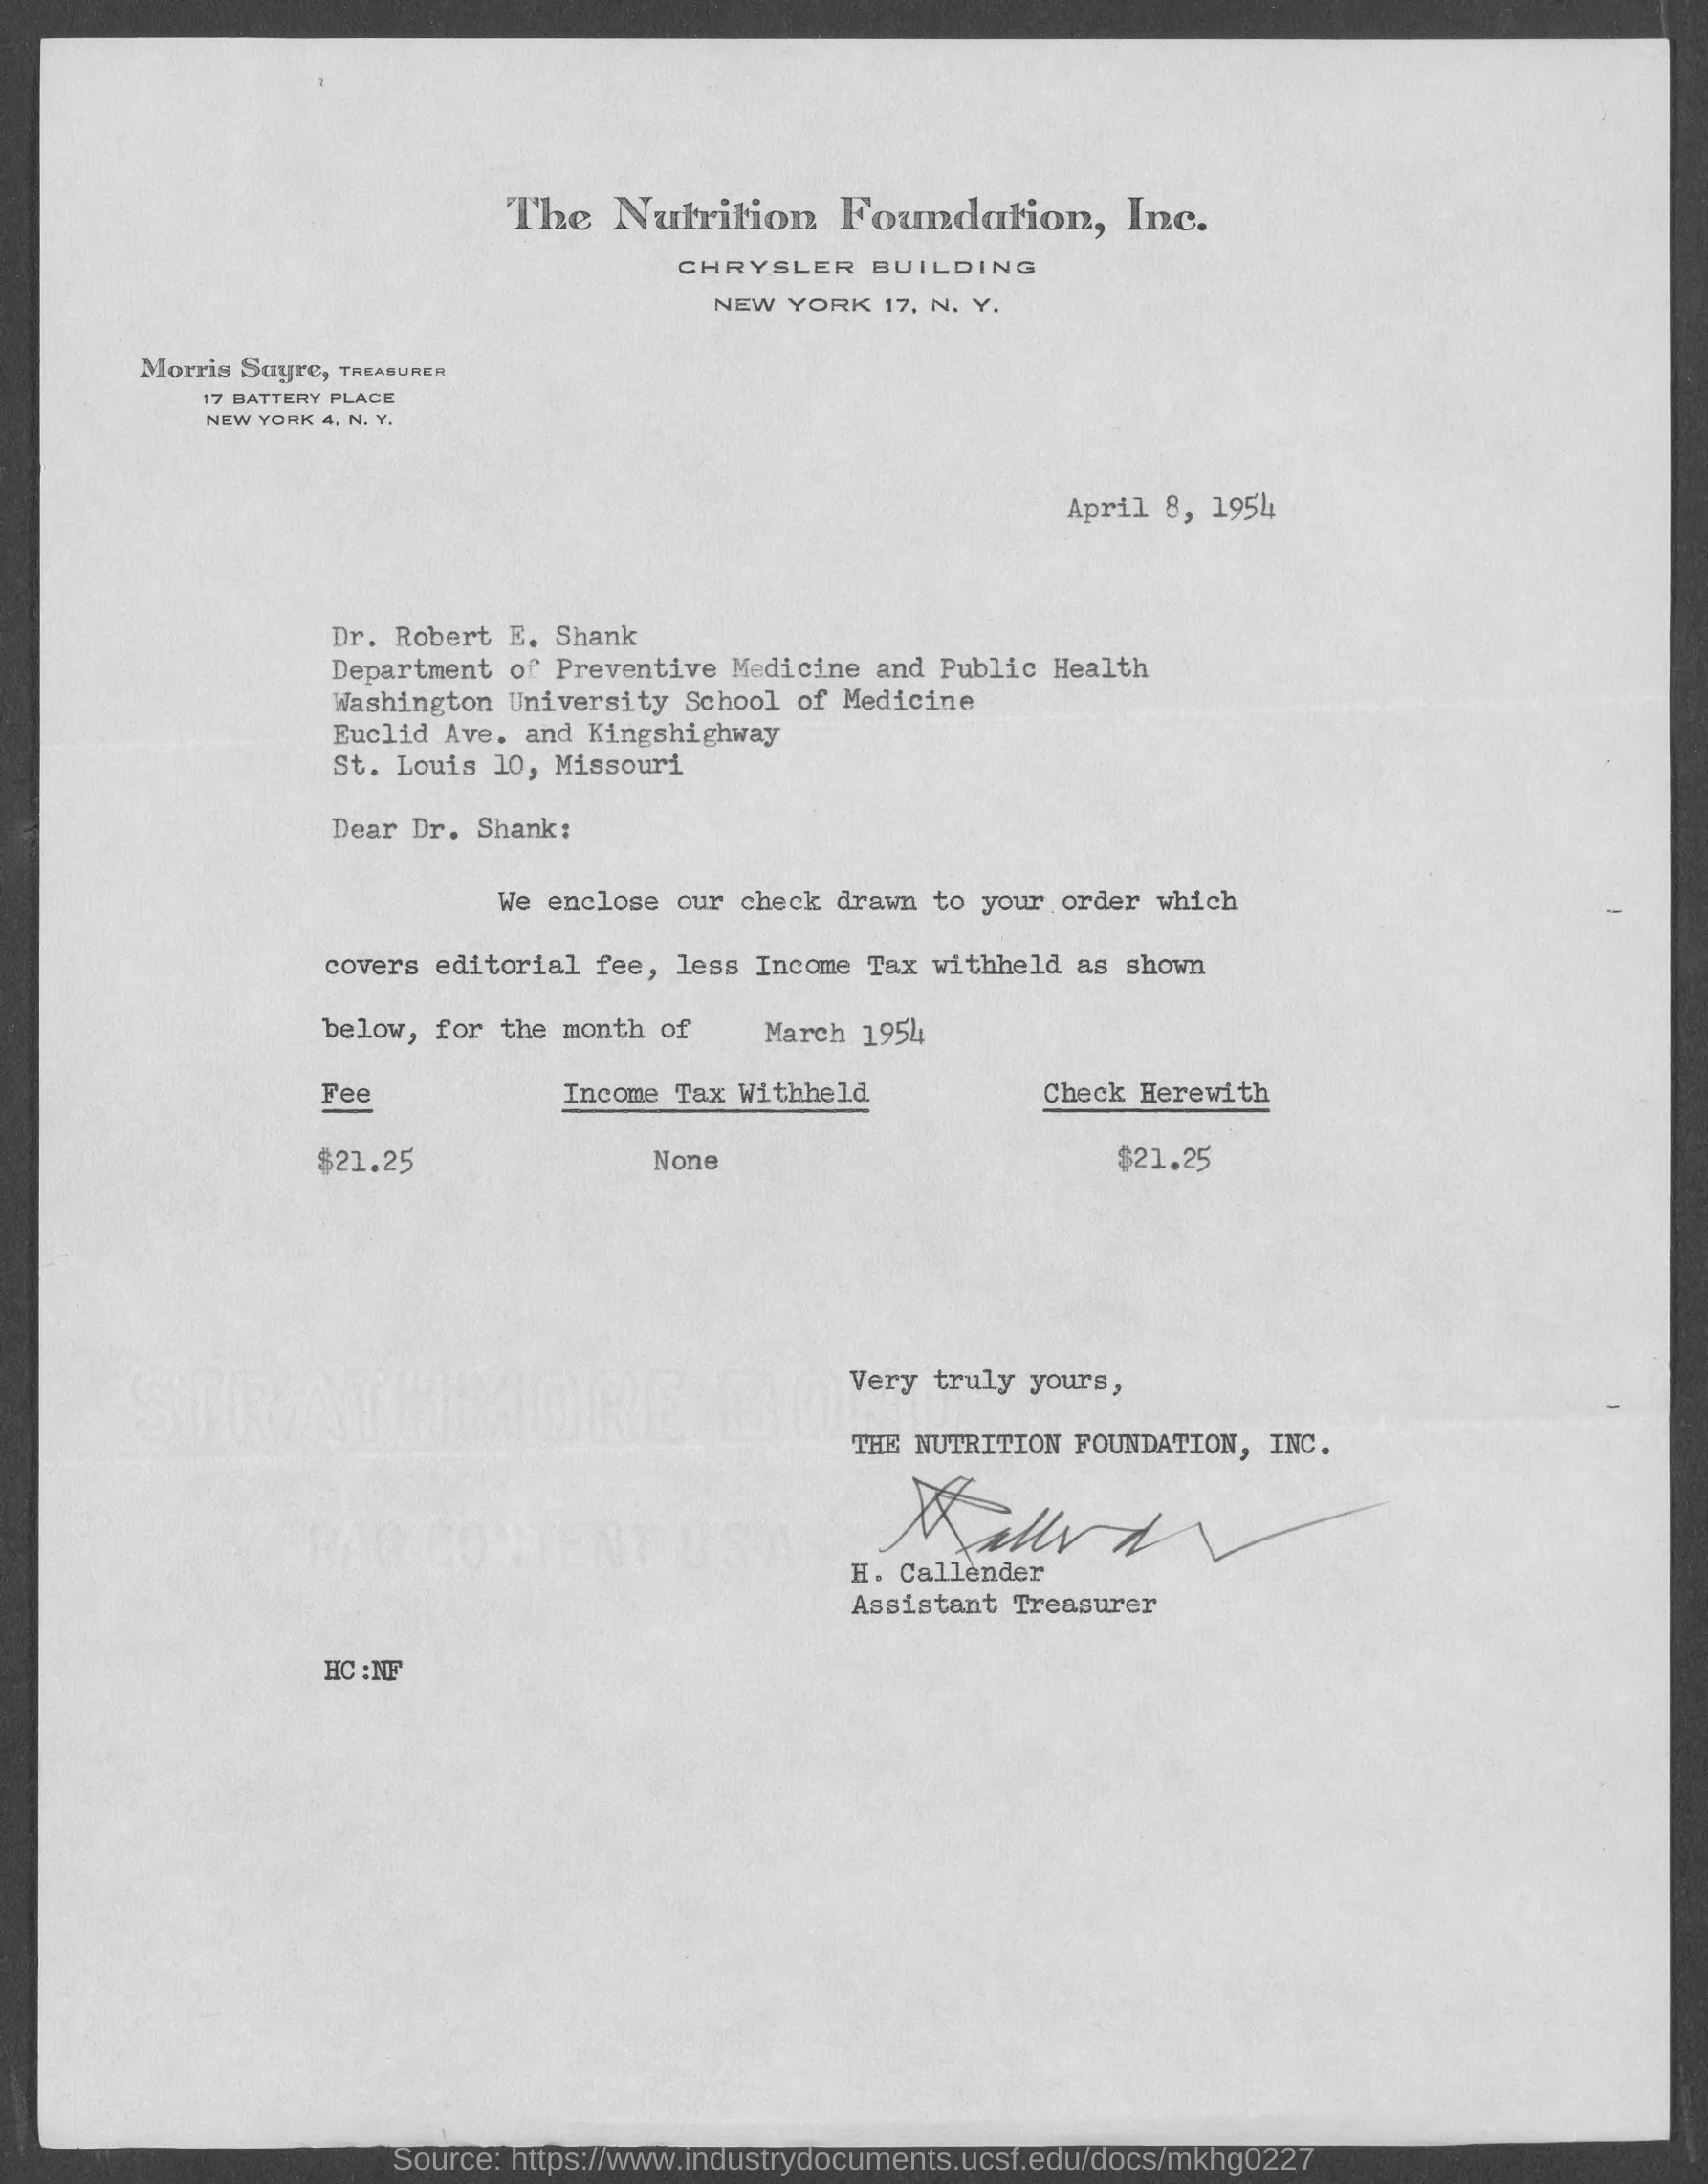 The Nutrition Foundation, Inc.
CHRYSLER BUILDING
NEW YORK 17, N. Y.
Morris Sayre, TREASURER
17 BATTERY PLACE
NEW YORK 4, N. Y.
April 8, 1954
Dr. Robert E. Shank
Department of Preventive Medicine and Public Health
Washington University School of Medicine
Euclid Ave. and Kingshighway
St. Louis 10, Missouri
Dear Dr. Shank:
We enclose our check drawn to your order which
covers editorial fee, less Income Tax withheld as shown
below, for the month of March 1954
Fee Income Tax Withheld Check Herewith
$21.25 None $21.25
Very truly yours,
THE NUTRITION FOUNDATION, INC.
H. Callender
Assistant Treasurer
HC:NF
STRATHMORE BOND
RAG CONTENT U.S.A.
Source: https://www.industrydocuments.ucsf.edu/docs/mkhg0227